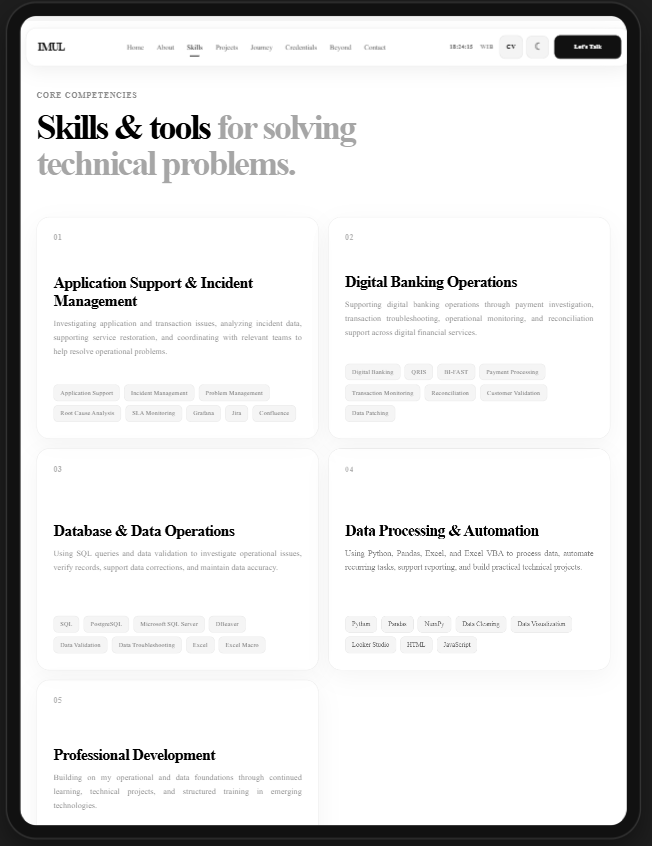 IMUL
Home About Skills Projects Journey Credentials Beyond Contact
18:24:15 WIB CV Let's Talk
CORE COMPETENCIES
Skills & tools for solving
technical problems.
01
Application Support & Incident
Management
Investigating application and transaction issues, analyzing incident data,
supporting service restoration, and coordinating with relevant teams to
help resolve operational problems.
Application Support Incident Management Problem Management
Root Cause Analysis SLA Monitoring Grafana Jira Confluence
02
Digital Banking Operations
Supporting digital banking operations through payment investigation,
transaction troubleshooting, operational monitoring, and reconciliation
support across digital financial services.
Digital Banking QRIS BI-FAST Payment Processing
Transaction Monitoring Reconciliation Customer Validation
Data Patching
03
Database & Data Operations
Using SQL queries and data validation to investigate operational issues,
verify records, support data corrections, and maintain data accuracy.
SQL PostgreSQL Microsoft SQL Server DBeaver
Data Validation Data Troubleshooting Excel Excel Macro
04
Data Processing & Automation
Using Python, Pandas, Excel, and Excel VBA to process data, automate
recurring tasks, support reporting, and build practical technical projects.
Python Pandas NumPy Data Cleaning Data Visualization
Looker Studio HTML JavaScript
05
Professional Development
Building on my operational and data foundations through continued
learning, technical projects, and structured training in emerging
technologies.